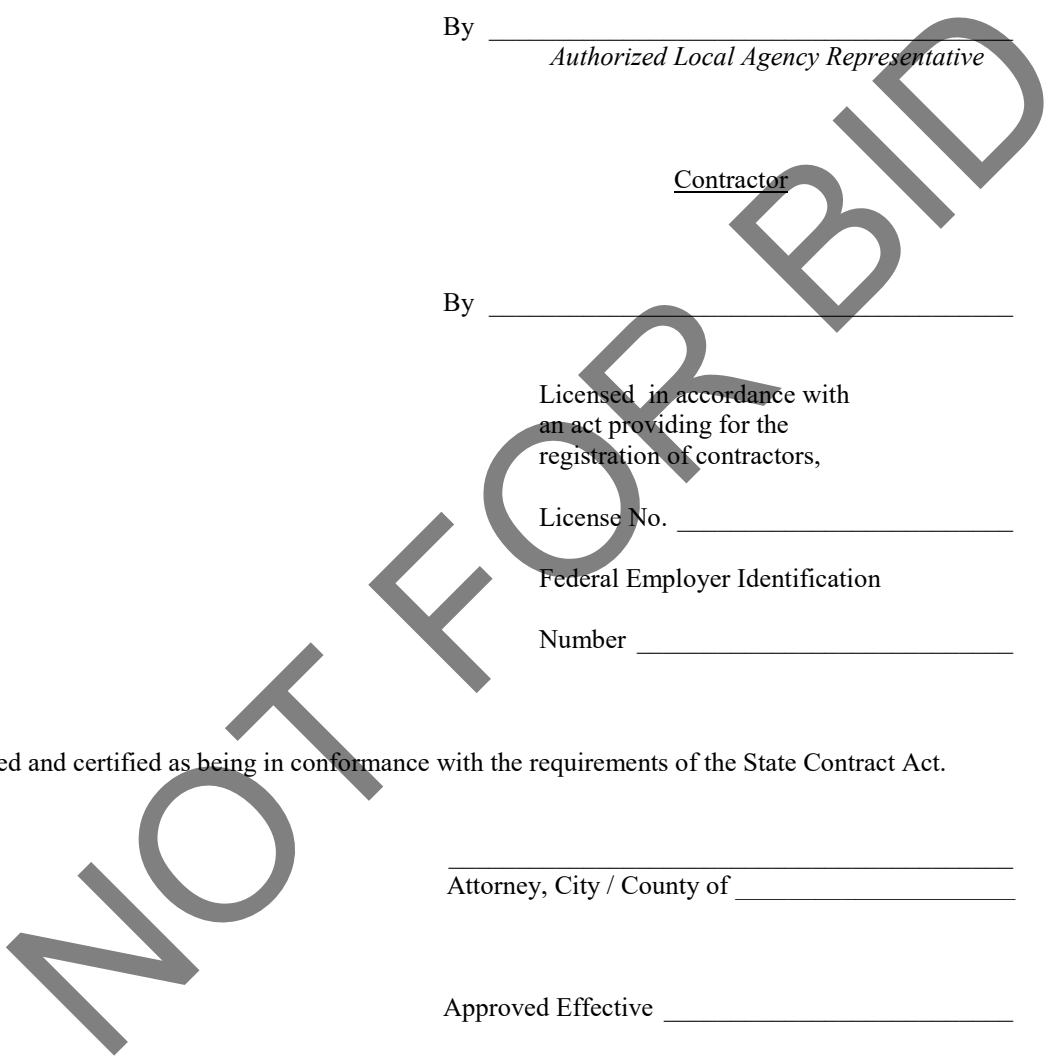 By
Authorized Local Agency Representative
Contractor
By
Licensed in accordance with
an act providing for the
registration of contractors,
License No.
Federal Employer Identification
Number
and certified as being in conformance with the requirements of the State Contract Act.
Attorney, City / County of
Approved Effective
NOT FOR BID